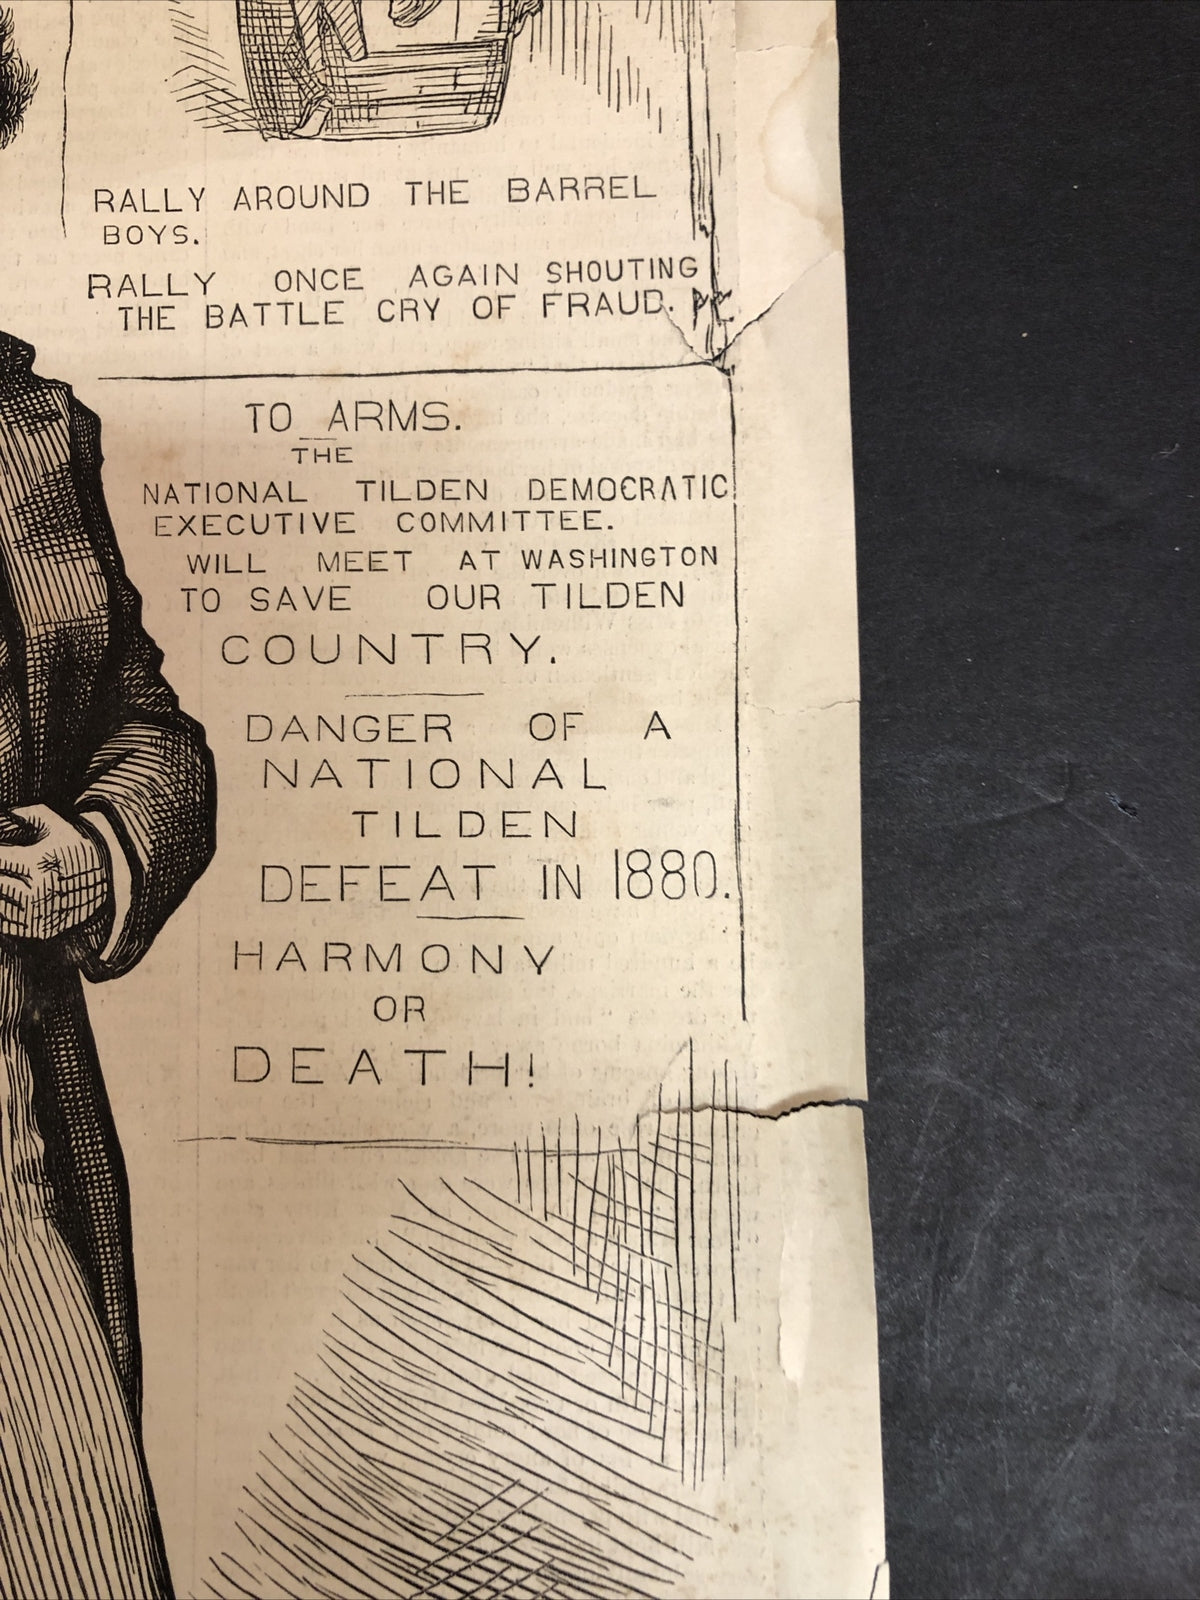 RALLY AROUND THE BARREL
BOYS.
RALLY ONCE AGAIN SHOUTING
THE BATTLE CRY OF FRAUD.
TO ARMS.
THE
NATIONAL TILDEN DEMOCRATIC
EXECUTIVE COMMITTEE.
WILL MEET AT WASHINGTON
TO SAVE OUR TILDEN
COUNTRY.
DANGER OF A
NATIONAL
TILDEN
DEFEAT IN 1880.
HARMONY
OR
DEATH!